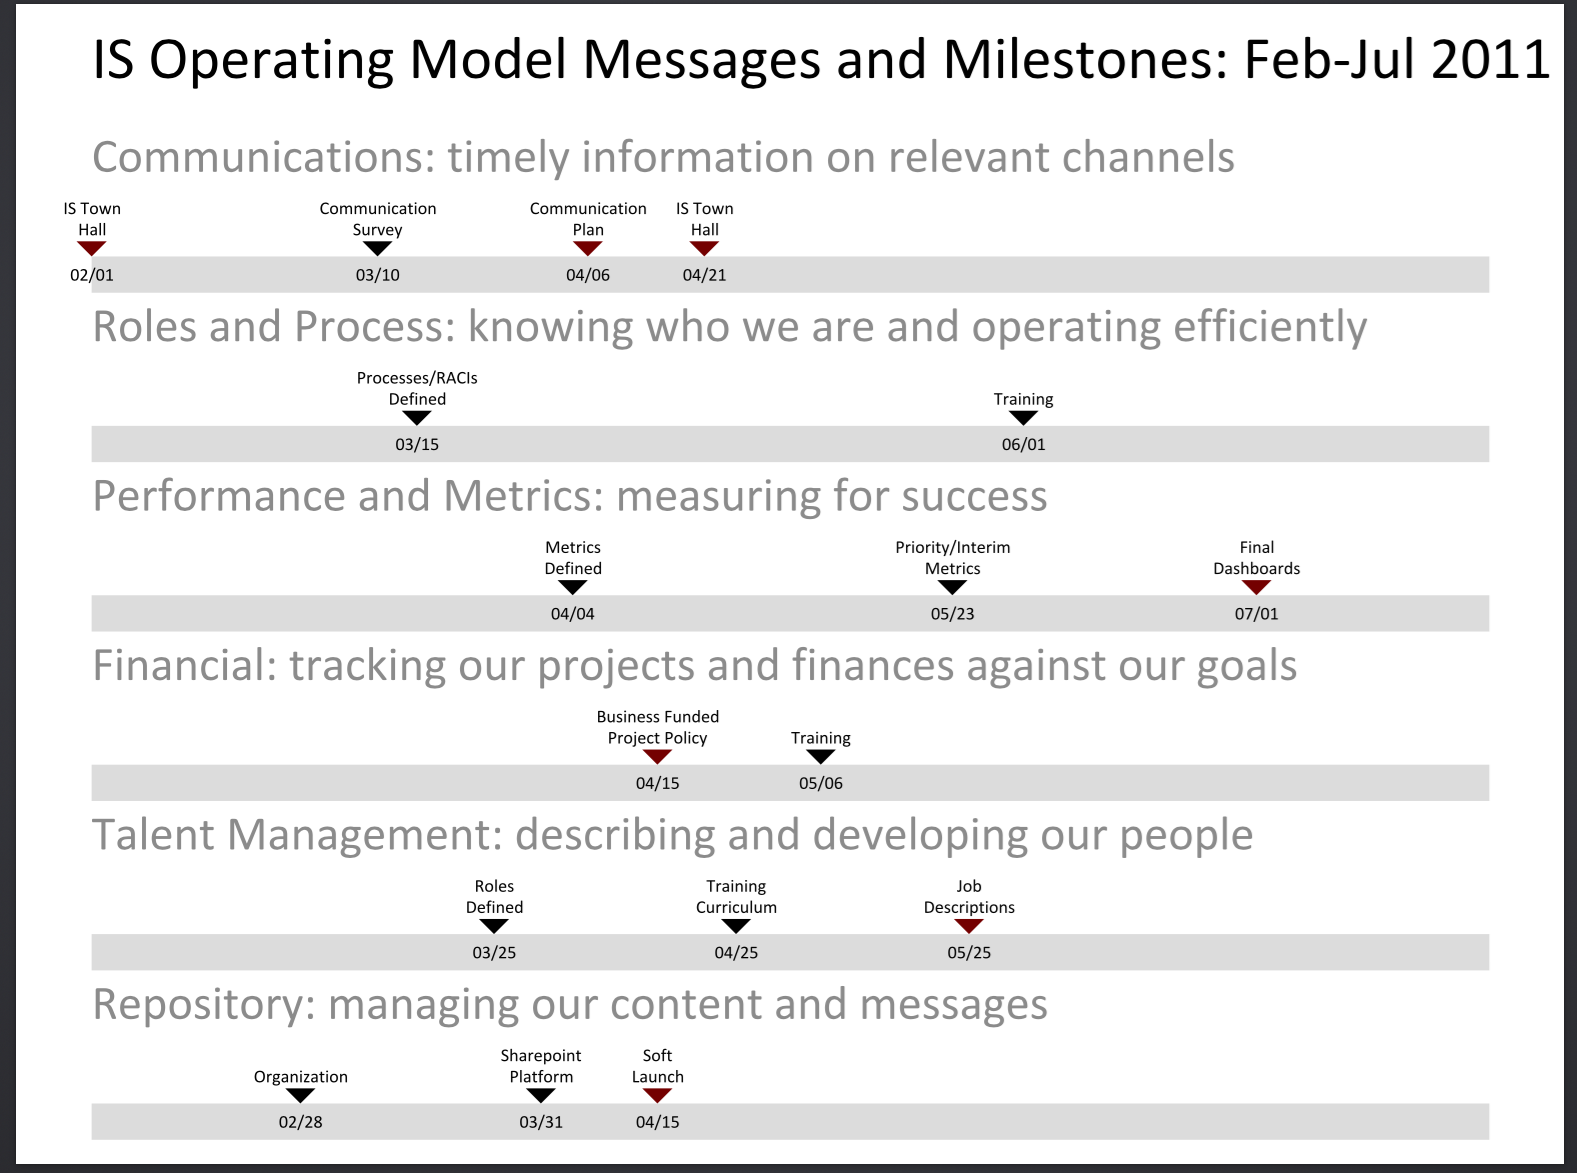 IS Operating Model Messages and Milestones: Feb-Jul 2011
Communications: timely information on relevant channels
IS Town
Hall
Communication
Survey
Communication
Plan
IS Town
Hall
02/01
03/10
04/06
04/21
Roles and Process: knowing who we are and operating efficiently
Processes/RACIs
Defined
Training
03/15
06/01
Performance and Metrics: measuring for success
Metrics
Defined
Priority/Interim
Metrics
Final
Dashboards
04/04
05/23
07/01
Financial: tracking our projects and finances against our goals
Business Funded
Project Policy
Training
04/15
05/06
Talent Management: describing and developing our people
Roles
Defined
Training
Curriculum
Job
Descriptions
03/25
04/25
05/25
Repository: managing our content and messages
Organization
Sharepoint
Platform
Soft
Launch
02/28
03/31
04/15